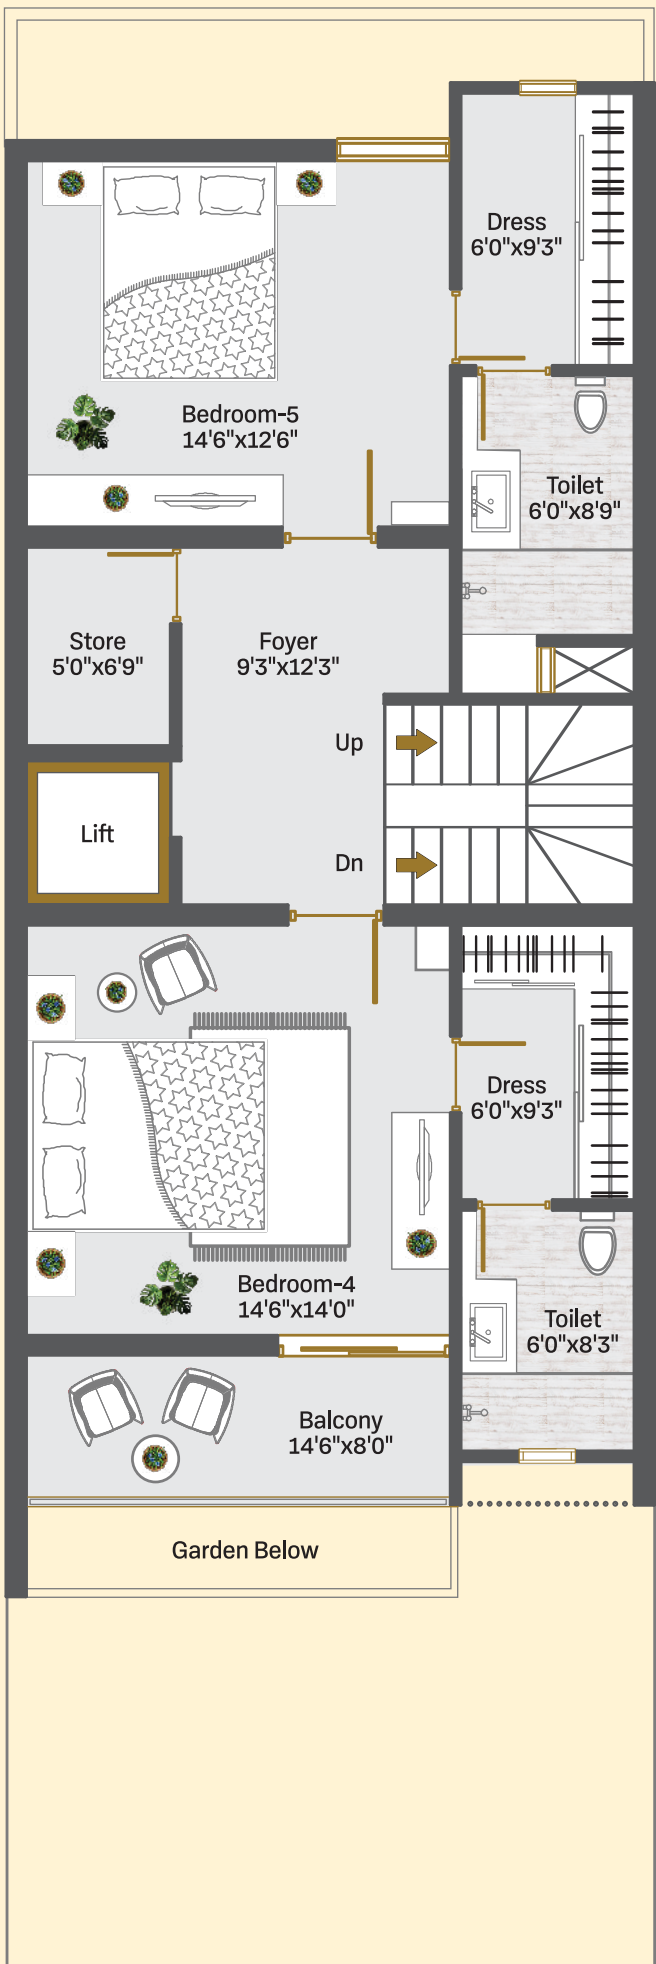 Dress
6'0"x9'3"
Bedroom-5
14'6"x12'6"
Toilet
6'0"x8'9"
Store
5'0"x6'9"
Foyer
9'3"x12'3"
Up
Lift
Dn
Dress
6'0"x9'3"
Bedroom-4
14'6"x14'0"
Toilet
6'0"x8'3"
Balcony
14'6"x8'0"
Garden Below